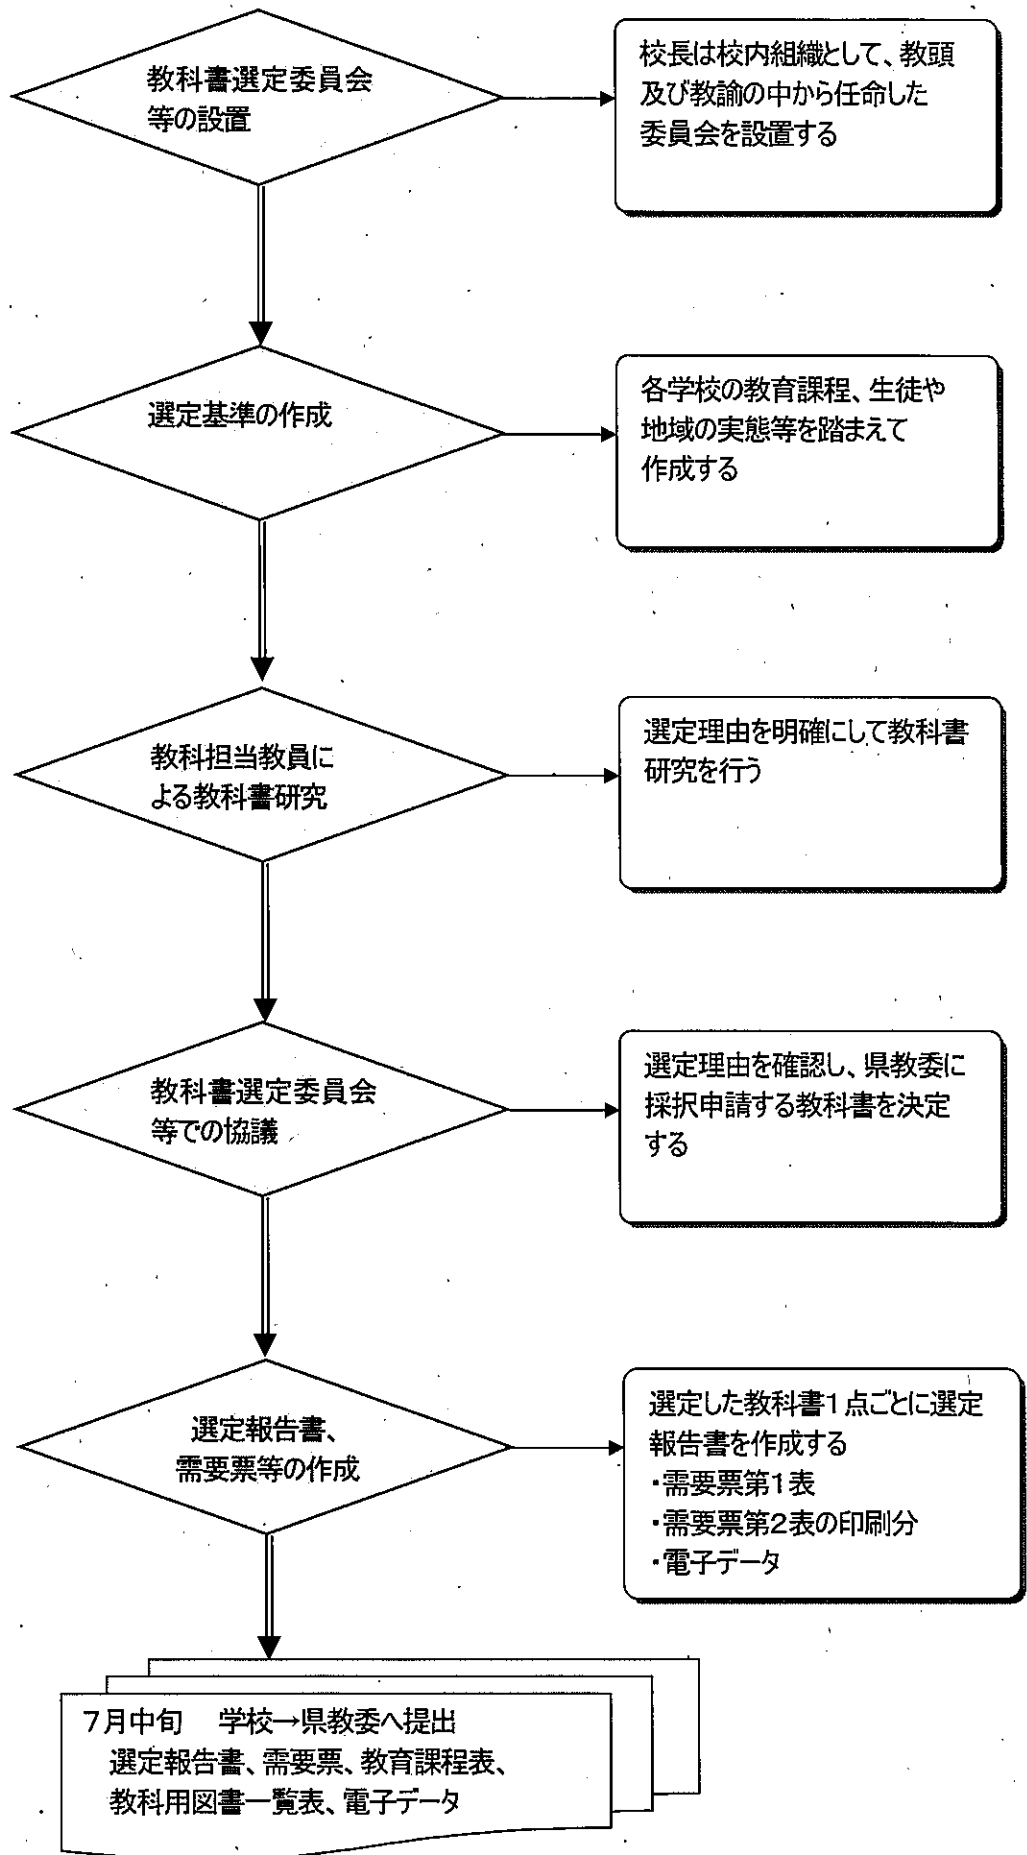 教科書選定委員会
等の設置
校長は校内組織として、教頭
及び教諭の中から任命した
委員会を設置する
選定基準の作成
各学校の教育課程、生徒や
地域の実態等を踏まえて
作成する
教科担当教員に
よる教科書研究
選定理由を明確にして教科書
研究を行う
教科書選定委員会
等での協議
選定理由を確認し、県教委に
採択申請する教科書を決定
する
選定報告書、
需要票等の作成
選定した教科書1点ごとに選定
報告書を作成する
・需要票第1表
・需要票第2表の印刷分
・電子データ
7月中旬　学校→県教委へ提出
選定報告書、需要票、教育課程表、
教科用図書一覧表、電子データ